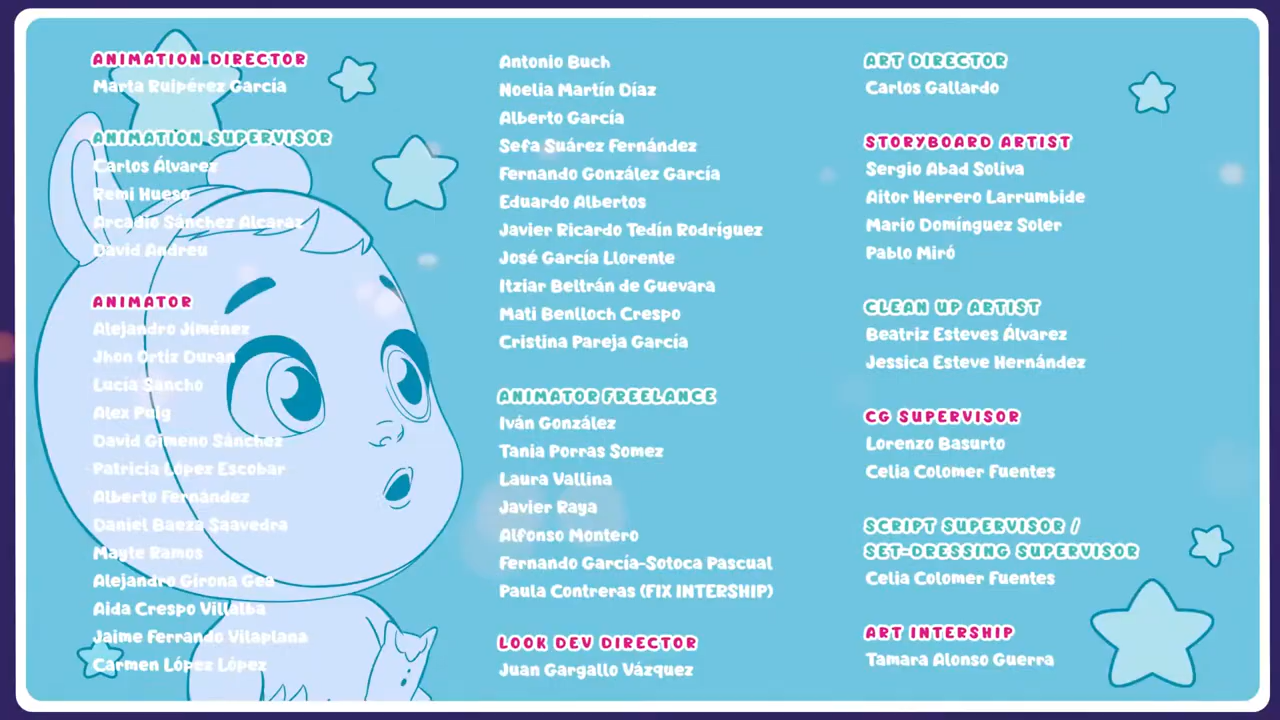 ANIMATION DIRECTOR
Marta Ruipérez García
ANIMATION SUPERVISOR
Carlos Álvarez
Remi Hueso
Arcadio Sánchez Alcaraz
David Andreu
ANIMATOR
Alejandro Jiménez
Jhon Ortiz Duran
Lucía Sancho
Alex Puig
David Gimeno Sánchez
Patricia López Escobar
Alberto Fernández
Daniel Baeza Saavedra
Mayte Ramos
Alejandro Girona Gea
Aida Crespo Villalba
Jaime Ferrando Vilaplana
Carmen López López
Antonio Buch
Noelia Martín Díaz
Alberto García
Sefa Suárez Fernández
Fernando González García
Eduardo Albertos
Javier Ricardo Tedín Rodríguez
José García Llorente
Itziar Beltrán de Guevara
Mati Benlloch Crespo
Cristina Pareja García
ANIMATOR FREELANCE
Iván González
Tania Porras Somez
Laura Vallina
Javier Raya
Alfonso Montero
Fernando García-Sotoca Pascual
Paula Contreras (FIX INTERSHIP)
LOOK DEV DIRECTOR
Juan Gargallo Vázquez
ART DIRECTOR
Carlos Gallardo
STORYBOARD ARTIST
Sergio Abad Soliva
Aitor Herrero Larrumbide
Mario Domínguez Soler
Pablo Miró
CLEAN UP ARTIST
Beatriz Esteves Álvarez
Jessica Esteve Hernández
CG SUPERVISOR
Lorenzo Basurto
Celia Colomer Fuentes
SCRIPT SUPERVISOR /
SET-DRESSING SUPERVISOR
Celia Colomer Fuentes
ART INTERSHIP
Tamara Alonso Guerra